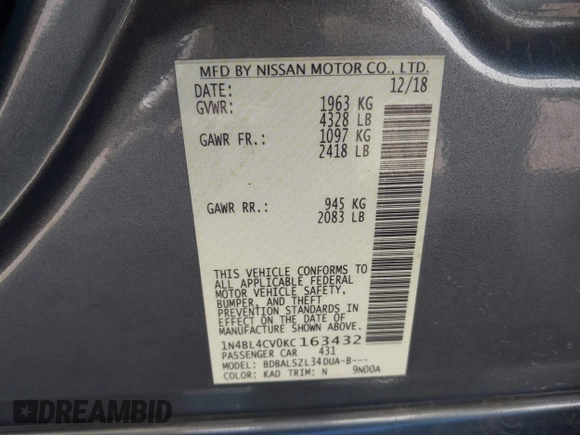 MFD BY NISSAN MOTOR CO., LTD.
DATE: 12/18
GVWR: 1963 KG
4328 LB
GAWR FR.: 1097 KG
2418 LB
GAWR RR.: 945 KG
2083 LB
THIS VEHICLE CONFORMS TO
ALL APPLICABLE FEDERAL
MOTOR VEHICLE SAFETY,
BUMPER, AND THEFT
PREVENTION STANDARDS IN
EFFECT ON THE DATE OF
MANUFACTURE SHOWN ABOVE.
1N4BL4CV0KC163432
PASSENGER CAR 431
MODEL: BDBALSZL34DUA-B---
COLOR: KAD TRIM: N 9N00A
DREAMBID